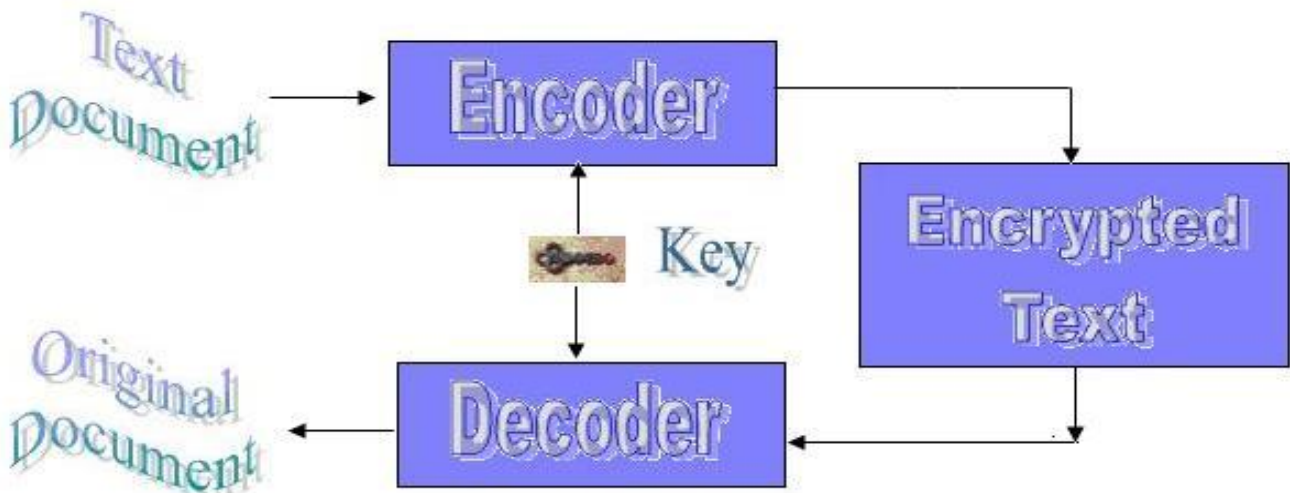 Text
Document
Encoder
Key
Encrypted
Text
Original
Document
Decoder